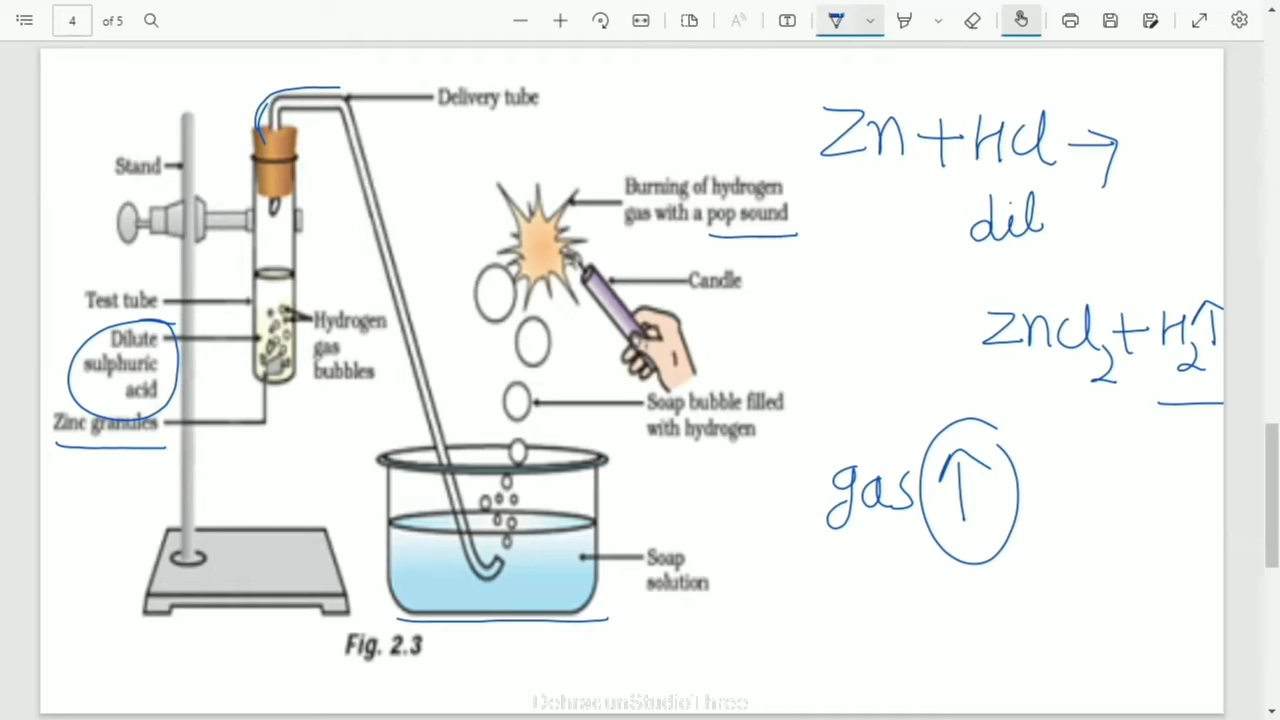 4 of 5
Delivery tube
Stand
Burning of hydrogen
gas with a pop sound
Candle
Test tube
Dilute
sulphuric
acid
Zinc granules
Hydrogen
gas
bubbles
Soap bubble filled
with hydrogen
Soap
solution
Fig. 2.3
Zn + HCl →
dil
ZnCl₂ + H₂↑
gas ↑
DehradunStudioThree